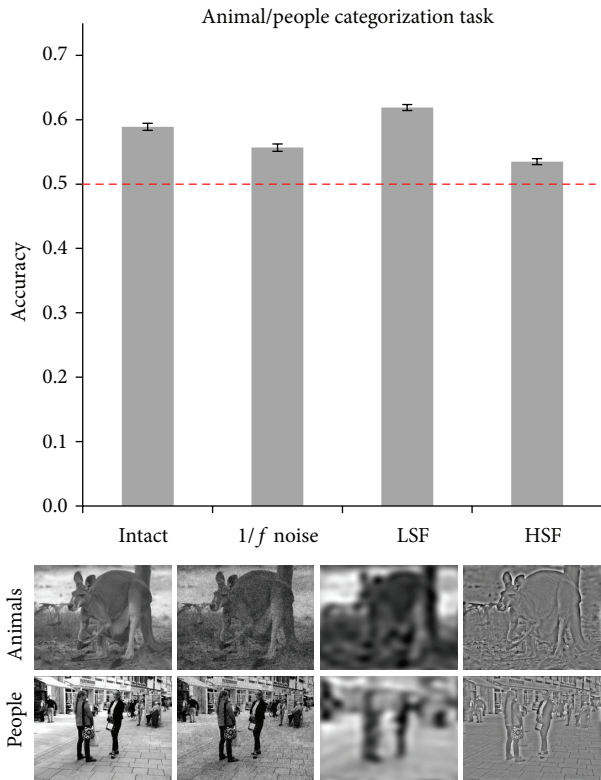 Animal/people categorization task
0.7
0.6
0.5
0.4
0.3
0.2
0.1
0.0
Accuracy
Intact 1/f noise LSF HSF
Animals
People